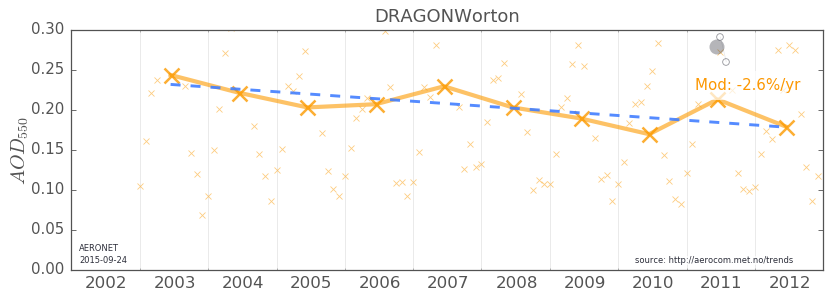 DRAGONWorton
0.30
0.25
0.20
0.15
0.10
0.05
0.00
AOD550
Mod: -2.6%/yr
AERONET
2015-09-24
source: http://aerocom.met.no/trends
2002 2003 2004 2005 2006 2007 2008 2009 2010 2011 2012